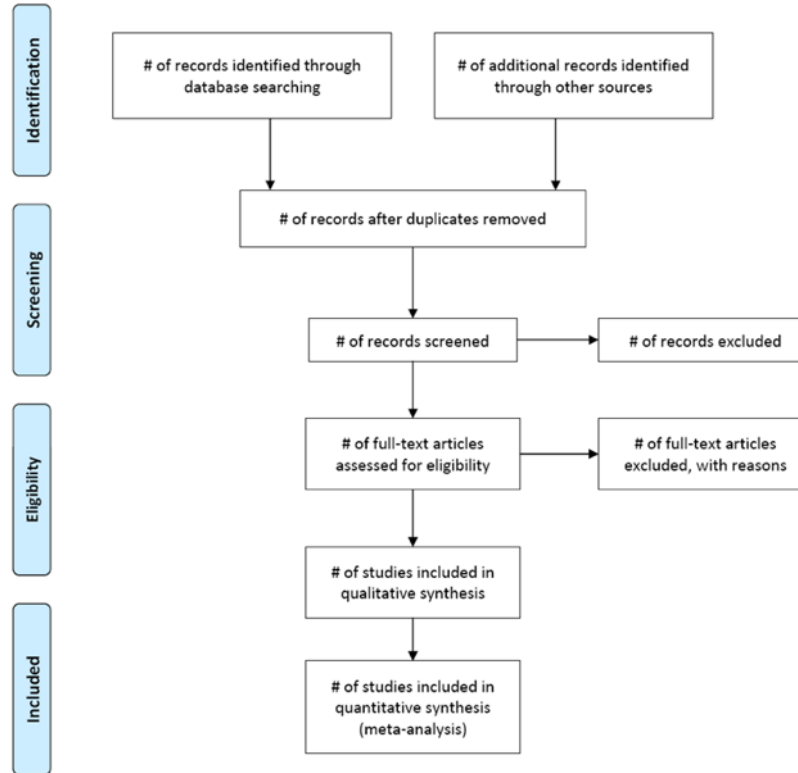 Identification
# of records identified through
database searching
# of additional records identified
through other sources
Screening
# of records after duplicates removed
# of records screened
# of records excluded
Eligibility
# of full-text articles
assessed for eligibility
# of full-text articles
excluded, with reasons
# of studies included in
qualitative synthesis
Included
# of studies included in
quantitative synthesis
(meta-analysis)